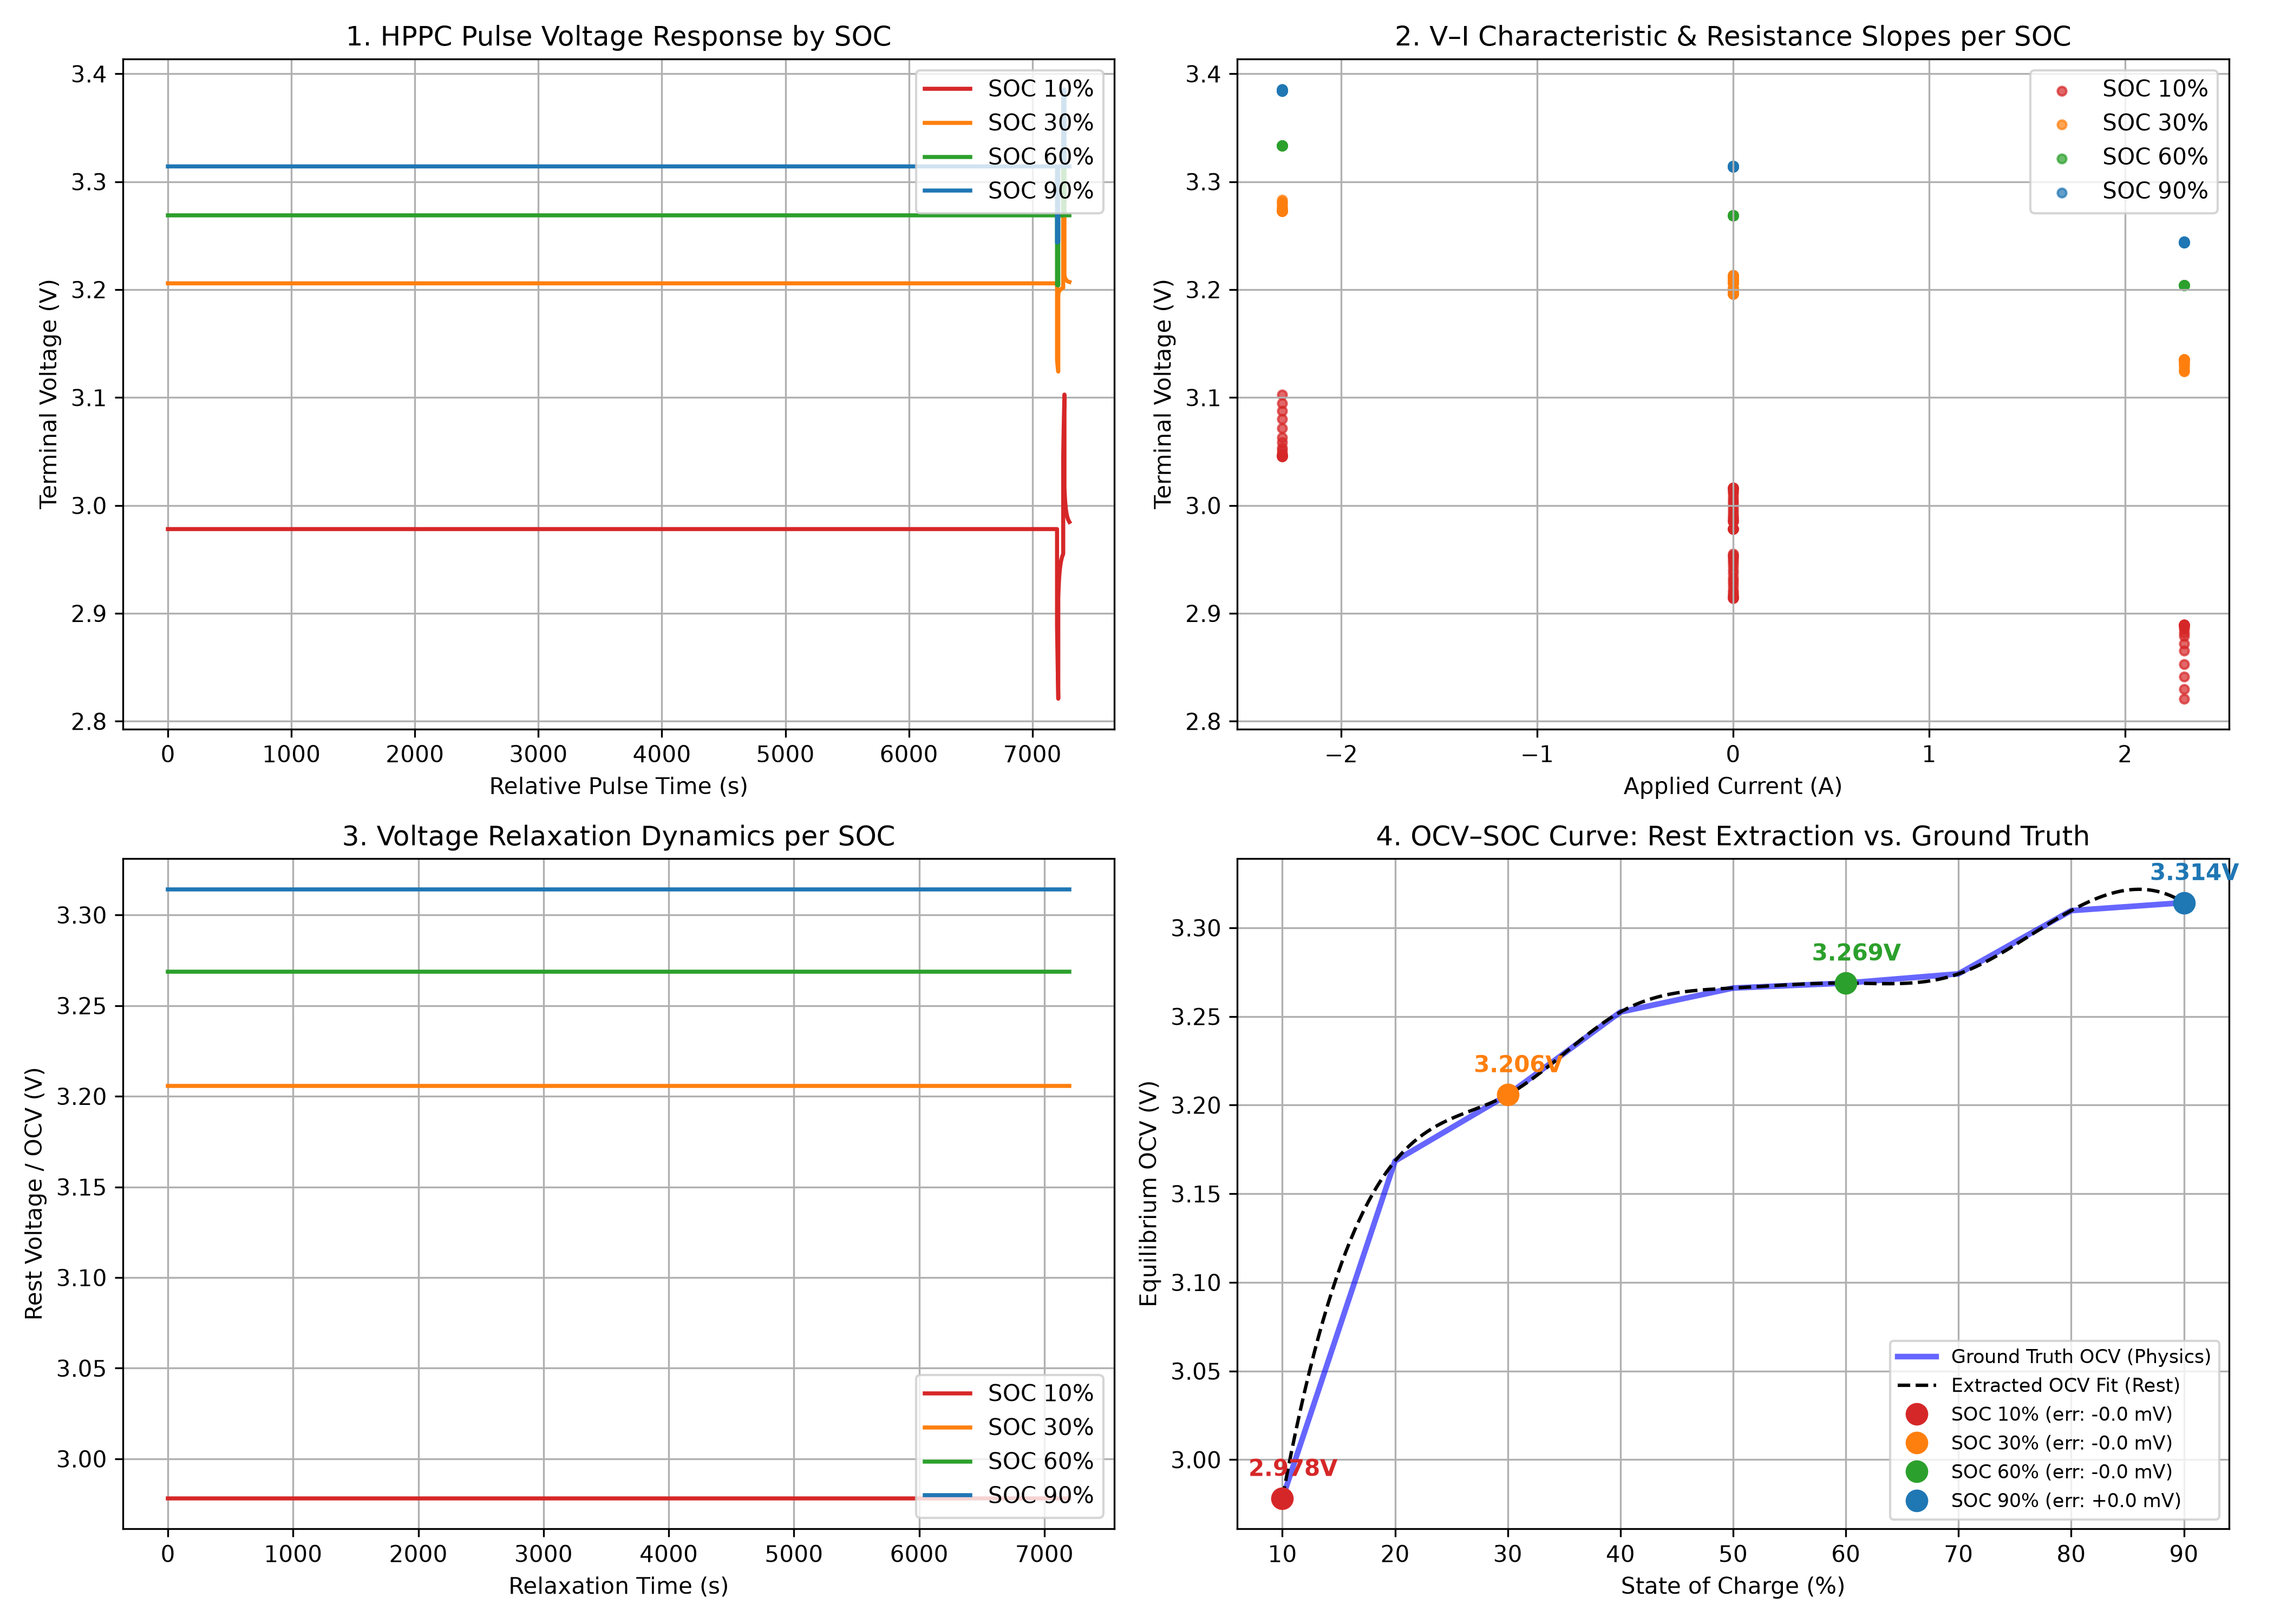 1. HPPC Pulse Voltage Response by SOC
3.4
3.3
3.2
3.1
3.0
2.9
2.8
Terminal Voltage (V)
SOC 10%
SOC 30%
SOC 60%
SOC 90%
0 1000 2000 3000 4000 5000 6000 7000
Relative Pulse Time (s)
2. V–I Characteristic & Resistance Slopes per SOC
3.4
3.3
3.2
3.1
3.0
2.9
2.8
Terminal Voltage (V)
SOC 10%
SOC 30%
SOC 60%
SOC 90%
−2 −1 0 1 2
Applied Current (A)
3. Voltage Relaxation Dynamics per SOC
3.30
3.25
3.20
3.15
3.10
3.05
3.00
Rest Voltage / OCV (V)
SOC 10%
SOC 30%
SOC 60%
SOC 90%
0 1000 2000 3000 4000 5000 6000 7000
Relaxation Time (s)
4. OCV–SOC Curve: Rest Extraction vs. Ground Truth
3.30
3.25
3.20
3.15
3.10
3.05
3.00
Equilibrium OCV (V)
3.314V
3.269V
3.206V
2.978V
Ground Truth OCV (Physics)
Extracted OCV Fit (Rest)
SOC 10% (err: -0.0 mV)
SOC 30% (err: -0.0 mV)
SOC 60% (err: -0.0 mV)
SOC 90% (err: +0.0 mV)
10 20 30 40 50 60 70 80 90
State of Charge (%)